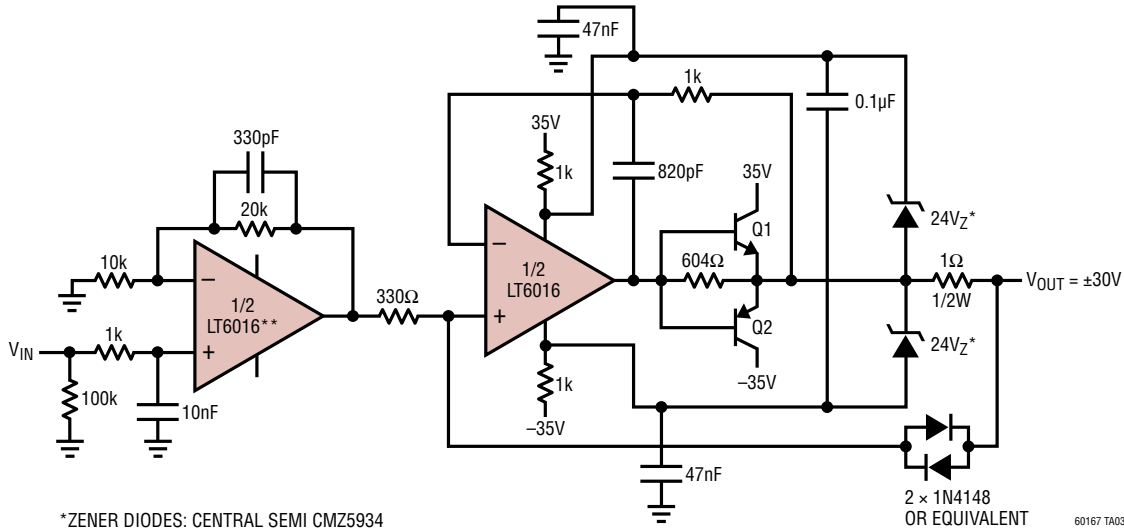 47nF
1k
0.1µF
35V
330pF
1k
820pF
35V
20k
24VZ*
Q1
–
–
10k
1/2
LT6016
604Ω
1Ω
1/2
LT6016**
330Ω
VOUT = ±30V
1/2W
+
Q2
1k
VIN
+
24VZ*
1k
–35V
100k
10nF
–35V
47nF
2 × 1N4148
OR EQUIVALENT
*ZENER DIODES: CENTRAL SEMI CMZ5934
60167 TA03